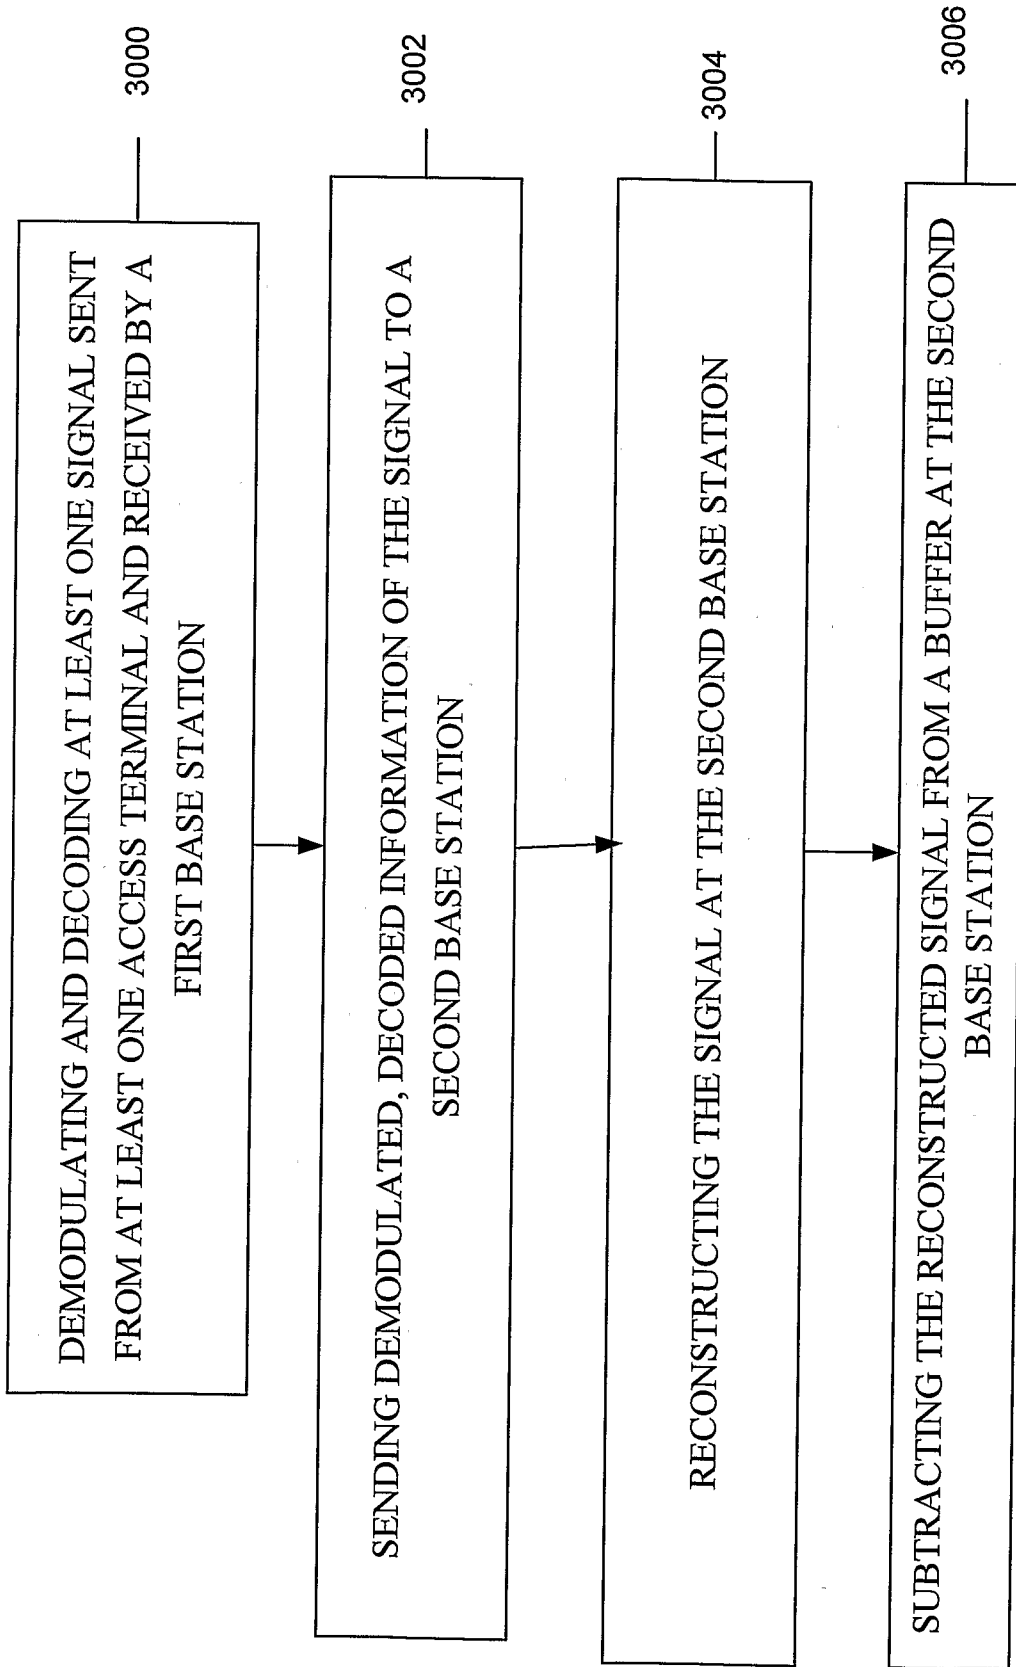 DEMODULATING AND DECODING AT LEAST ONE SIGNAL SENT
FROM AT LEAST ONE ACCESS TERMINAL AND RECEIVED BY A
FIRST BASE STATION
3000
SENDING DEMODULATED, DECODED INFORMATION OF THE SIGNAL TO A
SECOND BASE STATION
3002
RECONSTRUCTING THE SIGNAL AT THE SECOND BASE STATION
3004
SUBTRACTING THE RECONSTRUCTED SIGNAL FROM A BUFFER AT THE SECOND
BASE STATION
3006